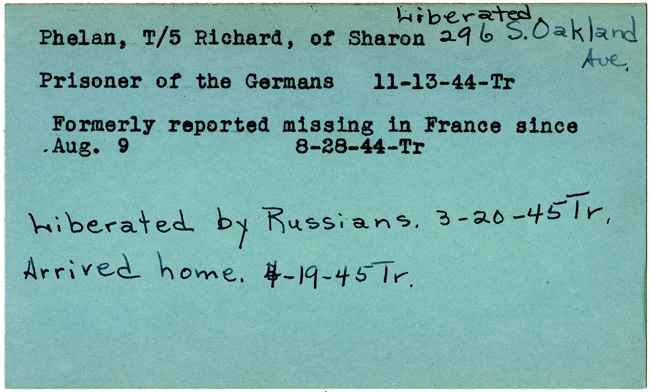 Liberated.
Phelan, T/5 Richard, of Sharon 296 S. Oakland
Ave.
Prisoner of the Germans 11-13-44-Tr
Formerly reported missing in France since
.Aug. 9 8-28-44-Tr
Liberated by Russians. 3-20-45 Tr.
Arrived home. 4-19-45 Tr.